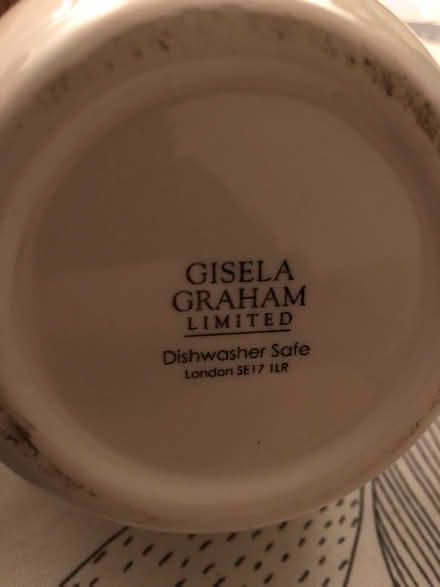 GISELA
GRAHAM
LIMITED
Dishwasher Safe
London SE17 1LR